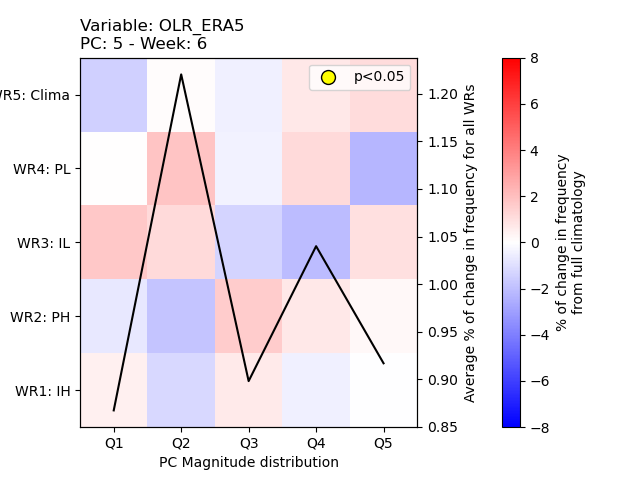 Variable: OLR_ERA5
PC: 5 - Week: 6
p<0.05
WR5: Clima
WR4: PL
WR3: IL
WR2: PH
WR1: IH
Q1 Q2 Q3 Q4 Q5
PC Magnitude distribution
1.20
1.15
1.10
1.05
1.00
0.95
0.90
0.85
Average % of change in frequency for all WRs
8
6
4
2
0
−2
−4
−6
−8
% of change in frequency
from full climatology